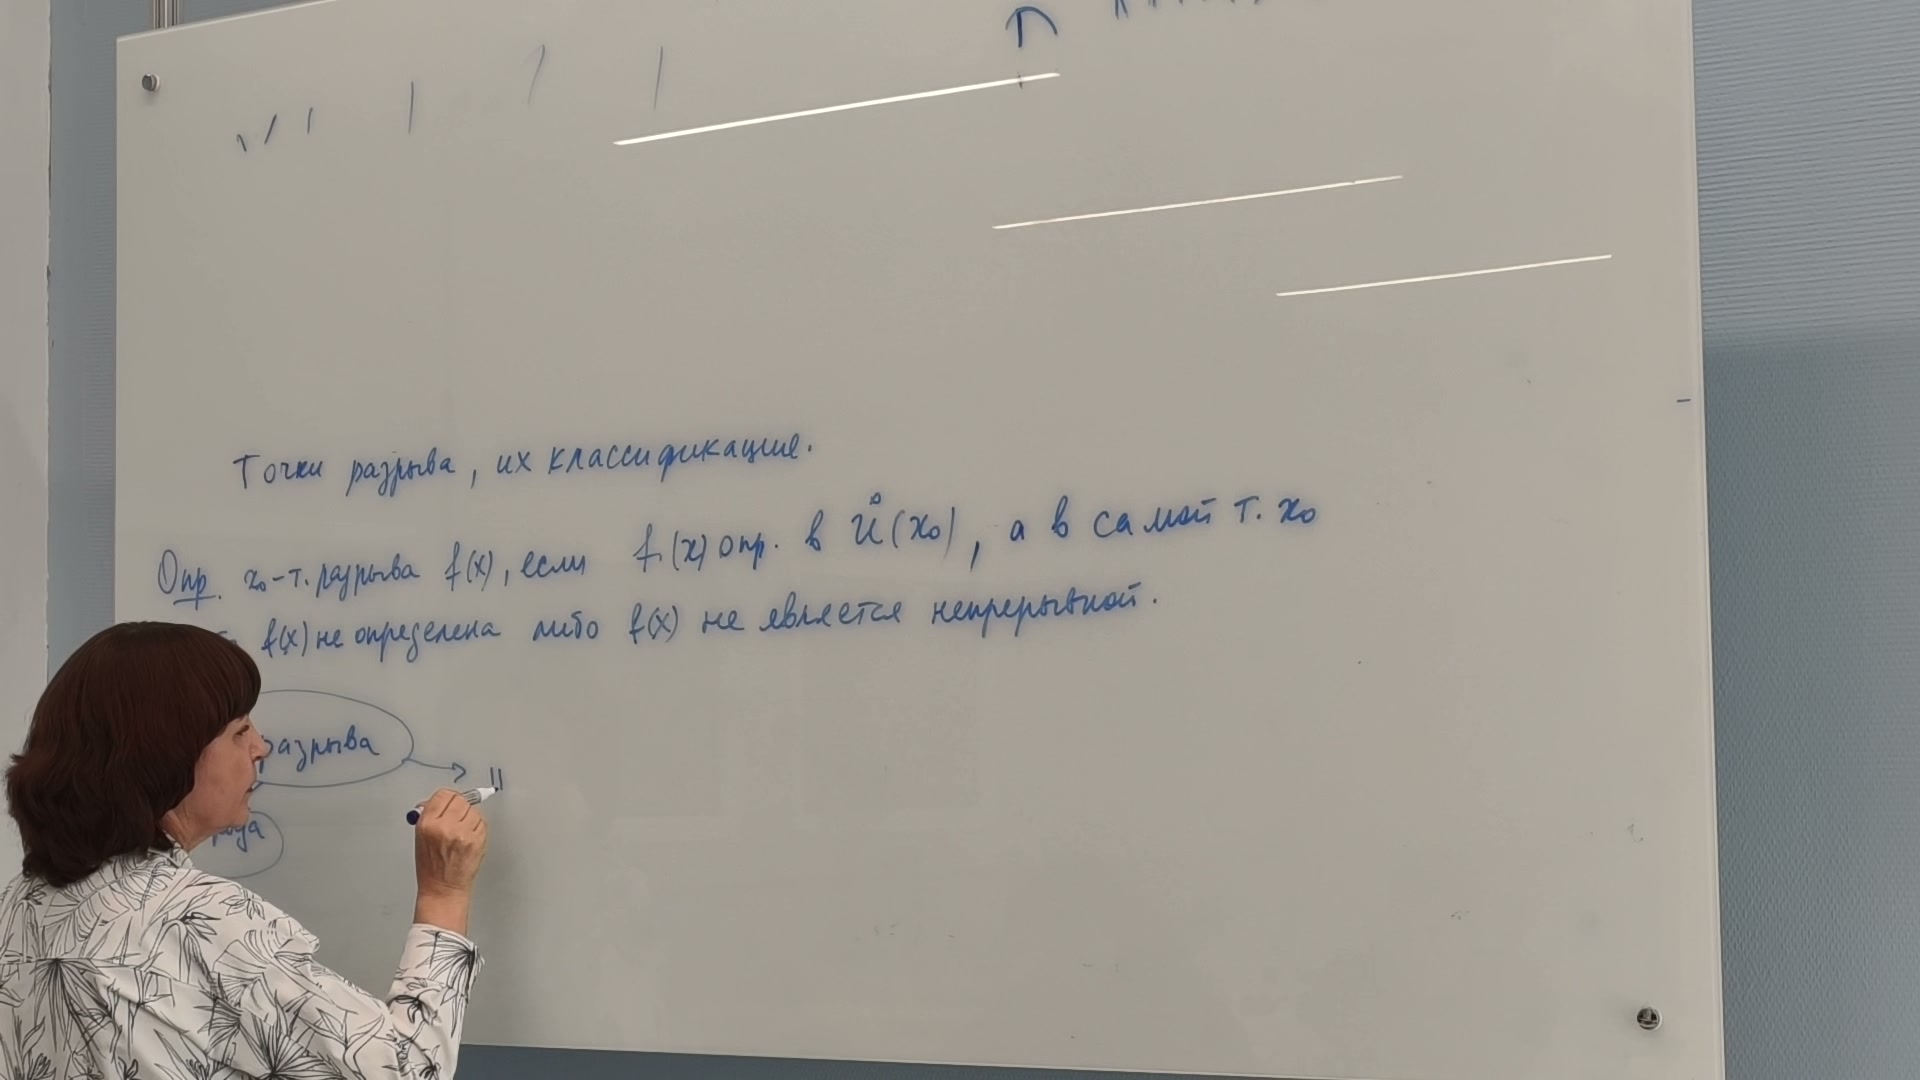 Точки разрыва, их классификация.
Опр. x₀-т. разрыва f(x), если f(x) опр. в Ů(x₀), а в самой т. x₀
f(x) не определена либо f(x) не является непрерывной.
разрыва → II
рода